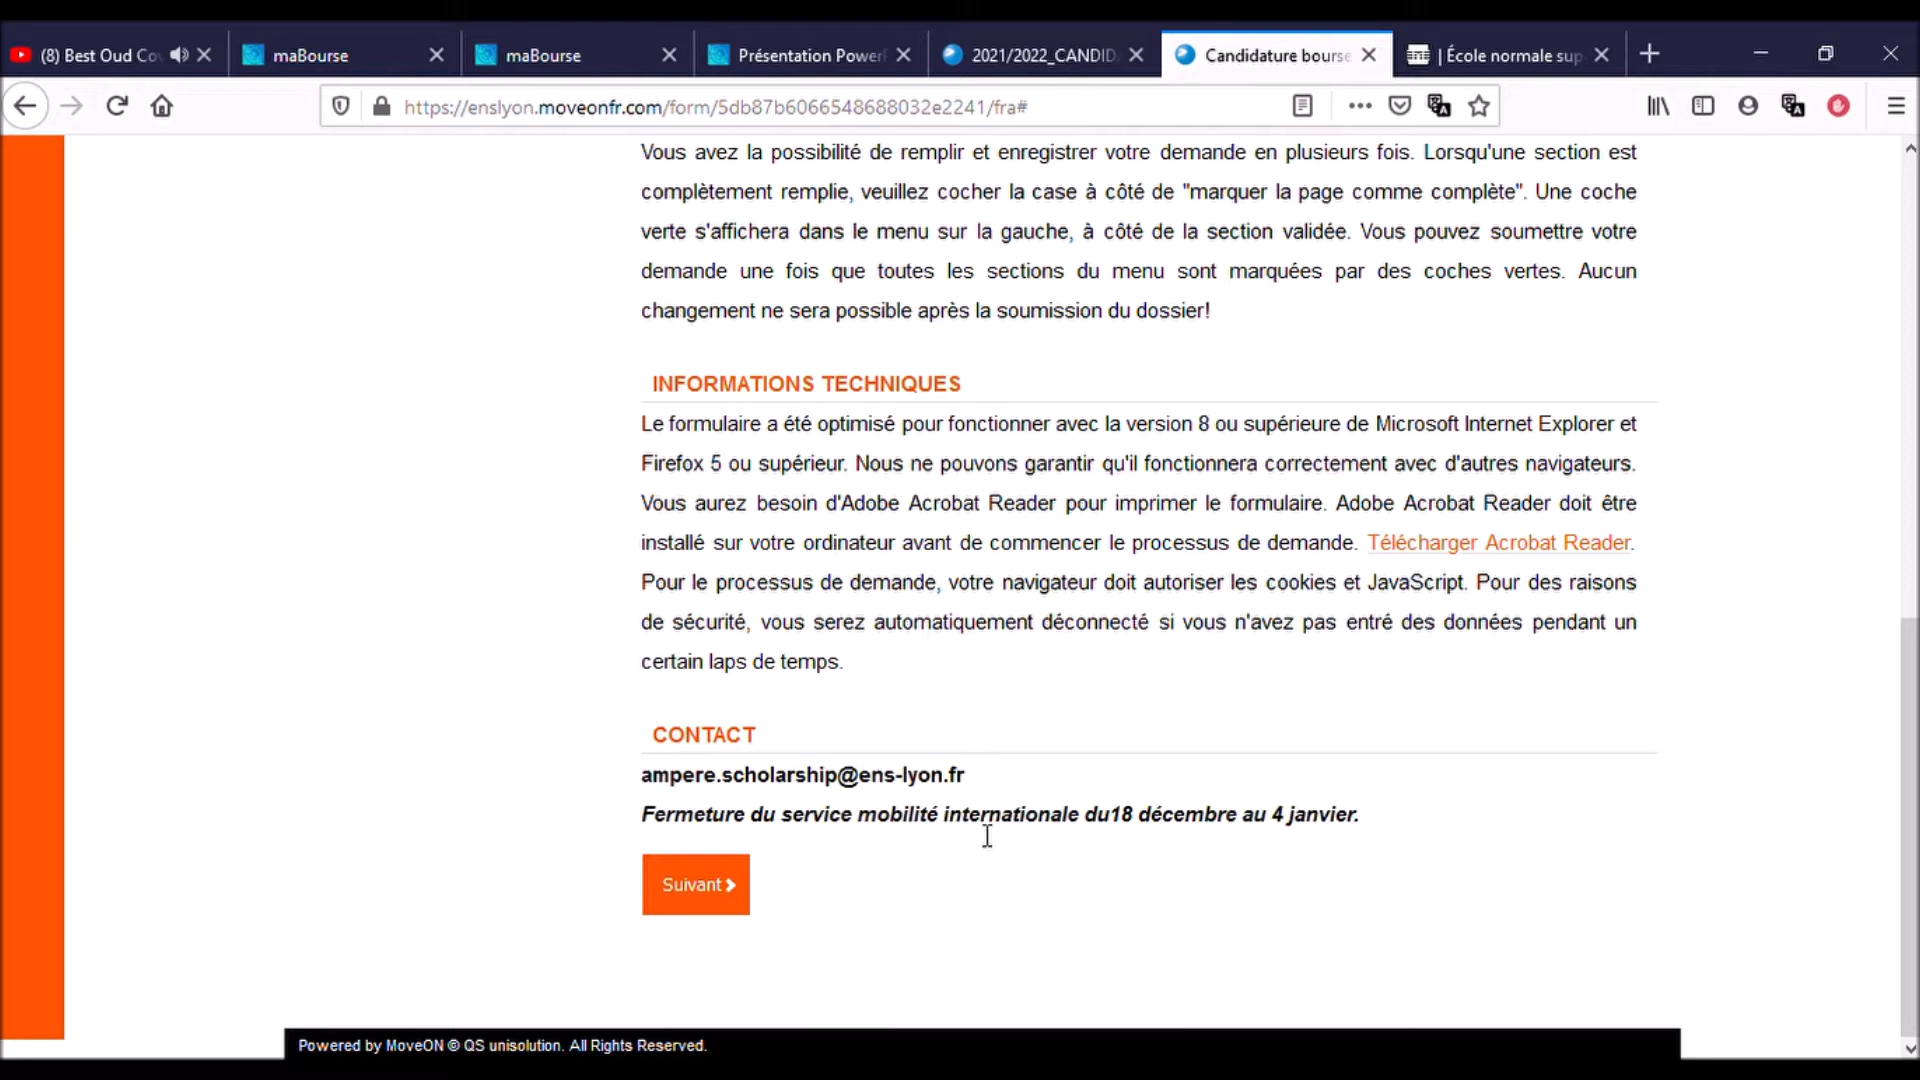 (8) Best Oud Co
maBourse
maBourse
Présentation Power
2021/2022_CANDID
Candidature bourse
| École normale sup
https://enslyon.moveonfr.com/form/5db87b6066548688032e2241/fra#
Vous avez la possibilité de remplir et enregistrer votre demande en plusieurs fois. Lorsqu'une section est
complètement remplie, veuillez cocher la case à côté de "marquer la page comme complète". Une coche
verte s'affichera dans le menu sur la gauche, à côté de la section validée. Vous pouvez soumettre votre
demande une fois que toutes les sections du menu sont marquées par des coches vertes. Aucun
changement ne sera possible après la soumission du dossier!
INFORMATIONS TECHNIQUES
Le formulaire a été optimisé pour fonctionner avec la version 8 ou supérieure de Microsoft Internet Explorer et
Firefox 5 ou supérieur. Nous ne pouvons garantir qu'il fonctionnera correctement avec d'autres navigateurs.
Vous aurez besoin d'Adobe Acrobat Reader pour imprimer le formulaire. Adobe Acrobat Reader doit être
installé sur votre ordinateur avant de commencer le processus de demande. Télécharger Acrobat Reader.
Pour le processus de demande, votre navigateur doit autoriser les cookies et JavaScript. Pour des raisons
de sécurité, vous serez automatiquement déconnecté si vous n'avez pas entré des données pendant un
certain laps de temps.
CONTACT
ampere.scholarship@ens-lyon.fr
Fermeture du service mobilité internationale du18 décembre au 4 janvier.
Suivant
Powered by MoveON © QS unisolution. All Rights Reserved.